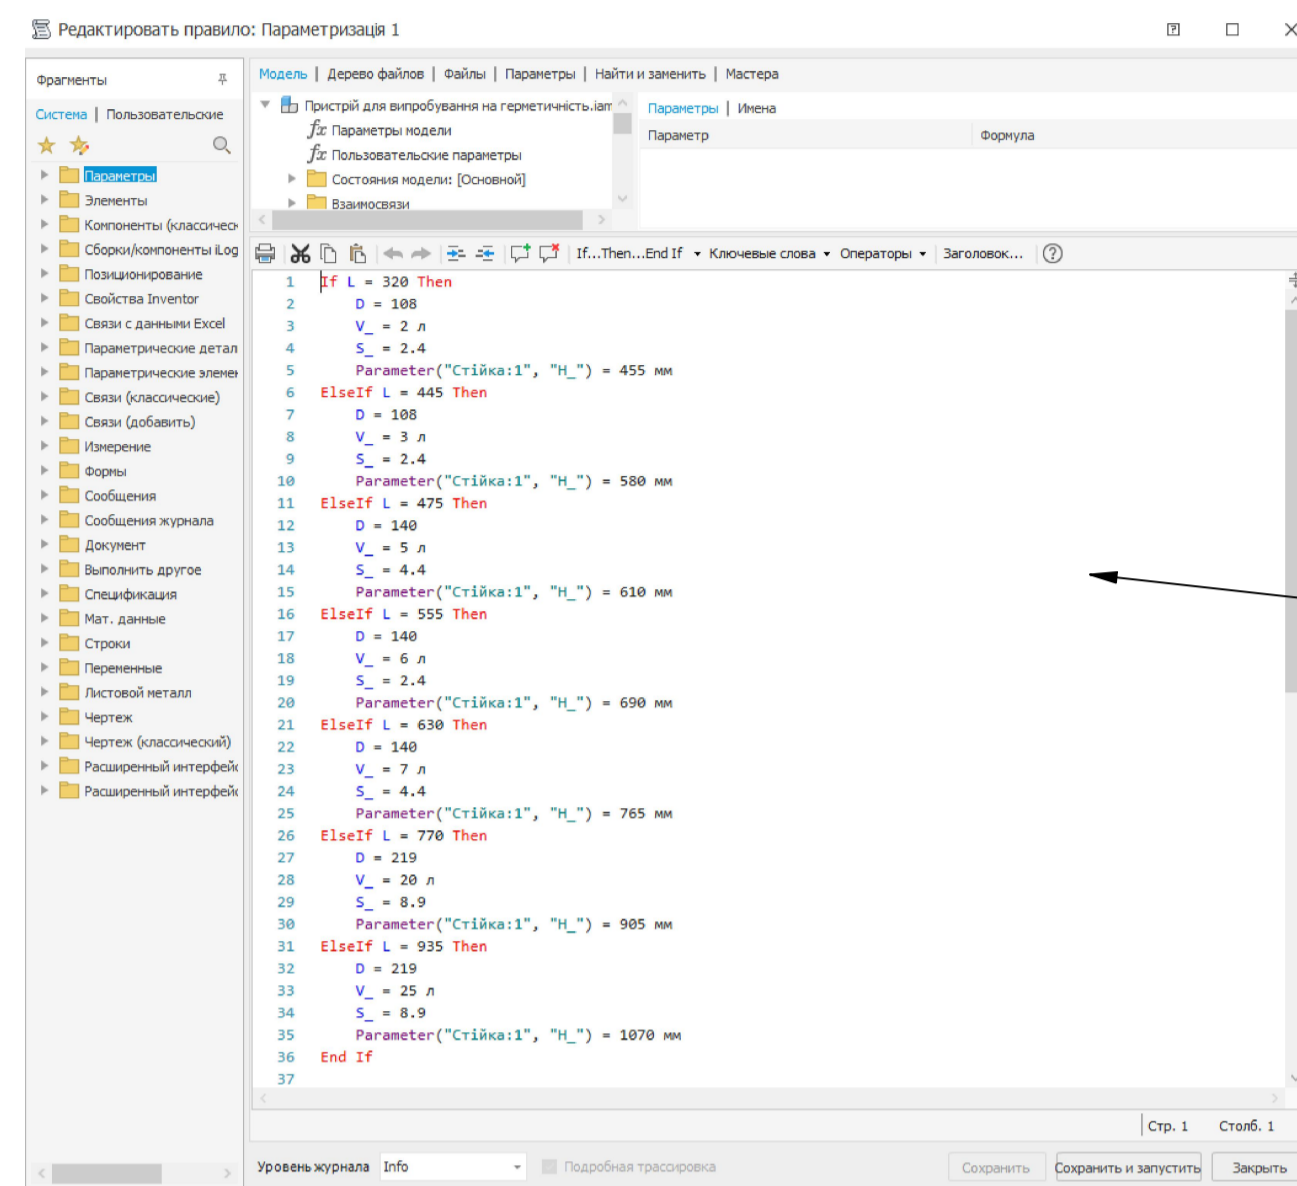 Редактировать правило: Параметризація 1
Фрагменты
Система | Пользовательские
Параметры
Элементы
Компоненты (классическ
Сборки/компоненты iLog
Позиционирование
Свойства Inventor
Связи с данными Excel
Параметрические детал
Параметрические элемен
Связи (классические)
Связи (добавить)
Измерение
Формы
Сообщения
Сообщения журнала
Документ
Выполнить другое
Спецификация
Мат. данные
Строки
Переменные
Листовой металл
Чертеж
Чертеж (классический)
Расширенный интерфейс
Расширенный интерфейс
Модель | Дерево файлов | Файлы | Параметры | Найти и заменить | Мастера
Пристрій для випробування на герметичність.iam
fx Параметры модели
fx Пользовательские параметры
Состояния модели: [Основной]
Взаимосвязи
Параметры | Имена
Параметр Формула
If...Then...End If Ключевые слова Операторы Заголовок...
1 If L = 320 Then
2 D = 108
3 V_ = 2 л
4 S_ = 2.4
5 Parameter("Стійка:1", "H_") = 455 мм
6 ElseIf L = 445 Then
7 D = 108
8 V_ = 3 л
9 S_ = 2.4
10 Parameter("Стійка:1", "H_") = 580 мм
11 ElseIf L = 475 Then
12 D = 140
13 V_ = 5 л
14 S_ = 4.4
15 Parameter("Стійка:1", "H_") = 610 мм
16 ElseIf L = 555 Then
17 D = 140
18 V_ = 6 л
19 S_ = 2.4
20 Parameter("Стійка:1", "H_") = 690 мм
21 ElseIf L = 630 Then
22 D = 140
23 V_ = 7 л
24 S_ = 4.4
25 Parameter("Стійка:1", "H_") = 765 мм
26 ElseIf L = 770 Then
27 D = 219
28 V_ = 20 л
29 S_ = 8.9
30 Parameter("Стійка:1", "H_") = 905 мм
31 ElseIf L = 935 Then
32 D = 219
33 V_ = 25 л
34 S_ = 8.9
35 Parameter("Стійка:1", "H_") = 1070 мм
36 End If
37
Стр. 1 Столб. 1
Уровень журнала Info Подробная трассировка Сохранить Сохранить и запустить Закрыть